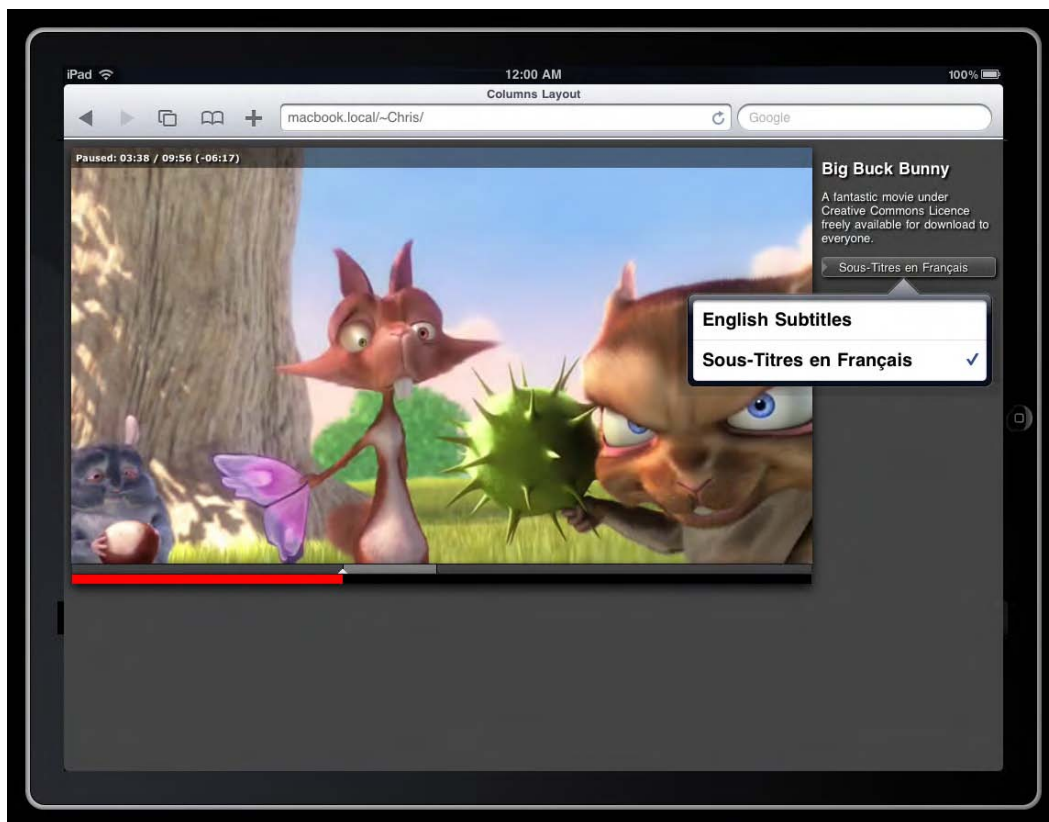 iPad 12:00 AM 100%
Columns Layout
macbook.local/~Chris/ Google
Paused: 03:38 / 09:56 (-06:17)
Big Buck Bunny
A fantastic movie under
Creative Commons Licence
freely available for download to
everyone.
Sous-Titres en Français
English Subtitles
Sous-Titres en Français